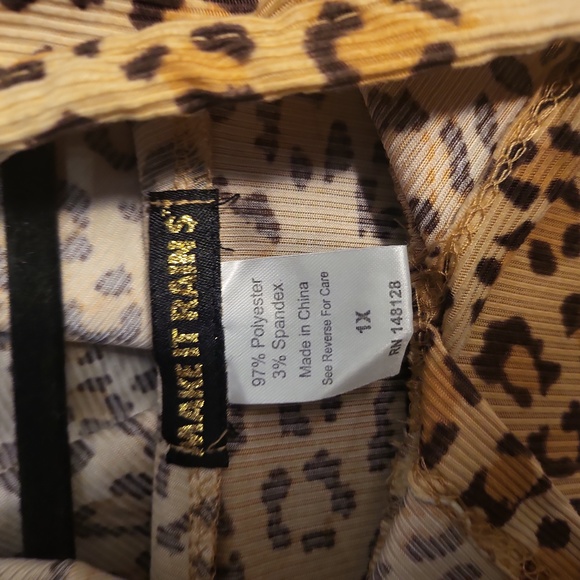 MAKE IT RAIN S
97% Polyester
3% Spandex
Made in China
See Reverse For Care
1X
RN 148128